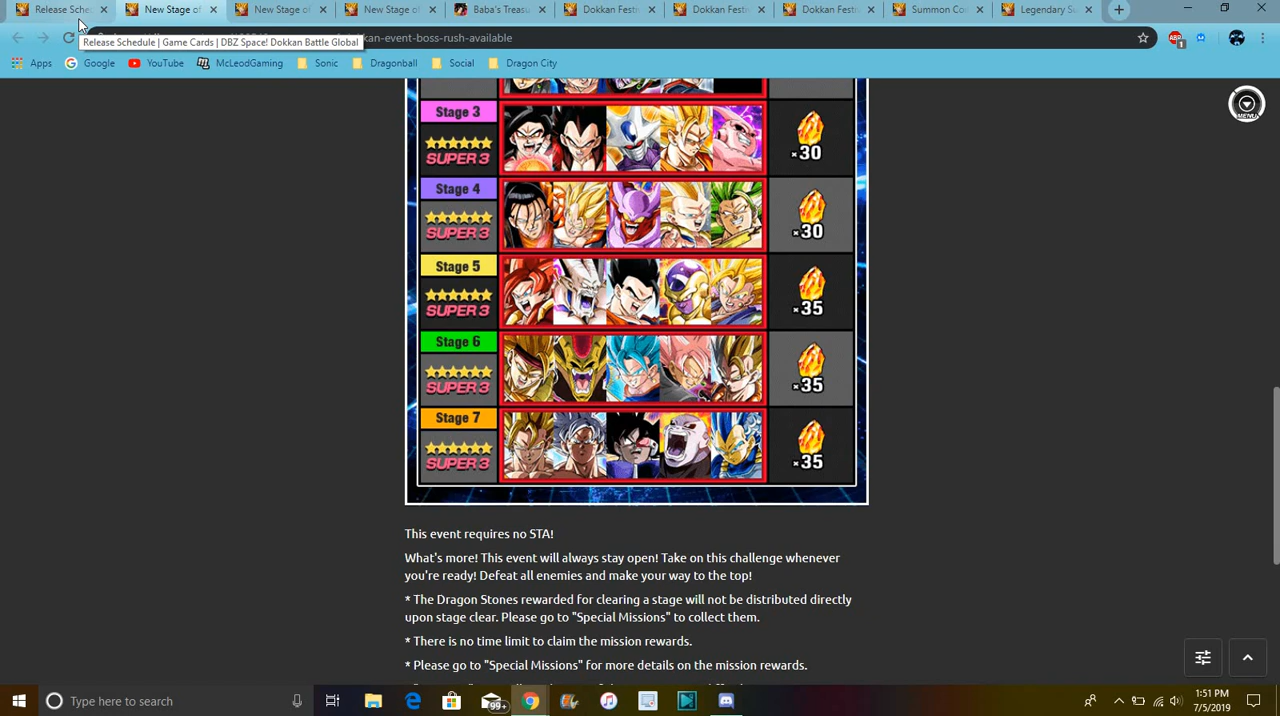 Release Sche
New Stage of
New Stage of
New Stage of
Baba's Treasu
Dokkan Festi
Dokkan Festi
Dokkan Festi
Summon Co
Legendary Su
kkan-event-boss-rush-available
Release Schedule | Game Cards | DBZ Space! Dokkan Battle Global
Apps
Google
YouTube
McLeodGaming
Sonic
Dragonball
Social
Dragon City
MENU
Stage 3
SUPER 3
×30
Stage 4
SUPER 3
×30
Stage 5
SUPER 3
×35
Stage 6
SUPER 3
×35
Stage 7
SUPER 3
×35
This event requires no STA!
What's more! This event will always stay open! Take on this challenge whenever
you're ready! Defeat all enemies and make your way to the top!
* The Dragon Stones rewarded for clearing a stage will not be distributed directly
upon stage clear. Please go to "Special Missions" to collect them.
* There is no time limit to claim the mission rewards.
* Please go to "Special Missions" for more details on the mission rewards.
Type here to search
99+
1:51 PM
7/5/2019